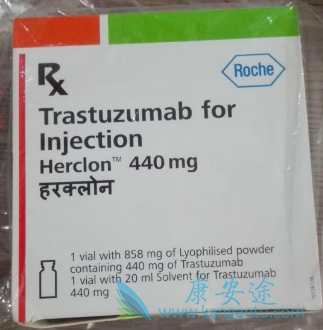 Rx
Roche
Trastuzumab for
Injection
Herclon™ 440 mg
हरक्लोन
1 vial with 858 mg of Lyophilised powder
containing 440 mg of Trastuzumab
1 vial with 20 ml Solvent for Trastuzumab
440 mg
康安途